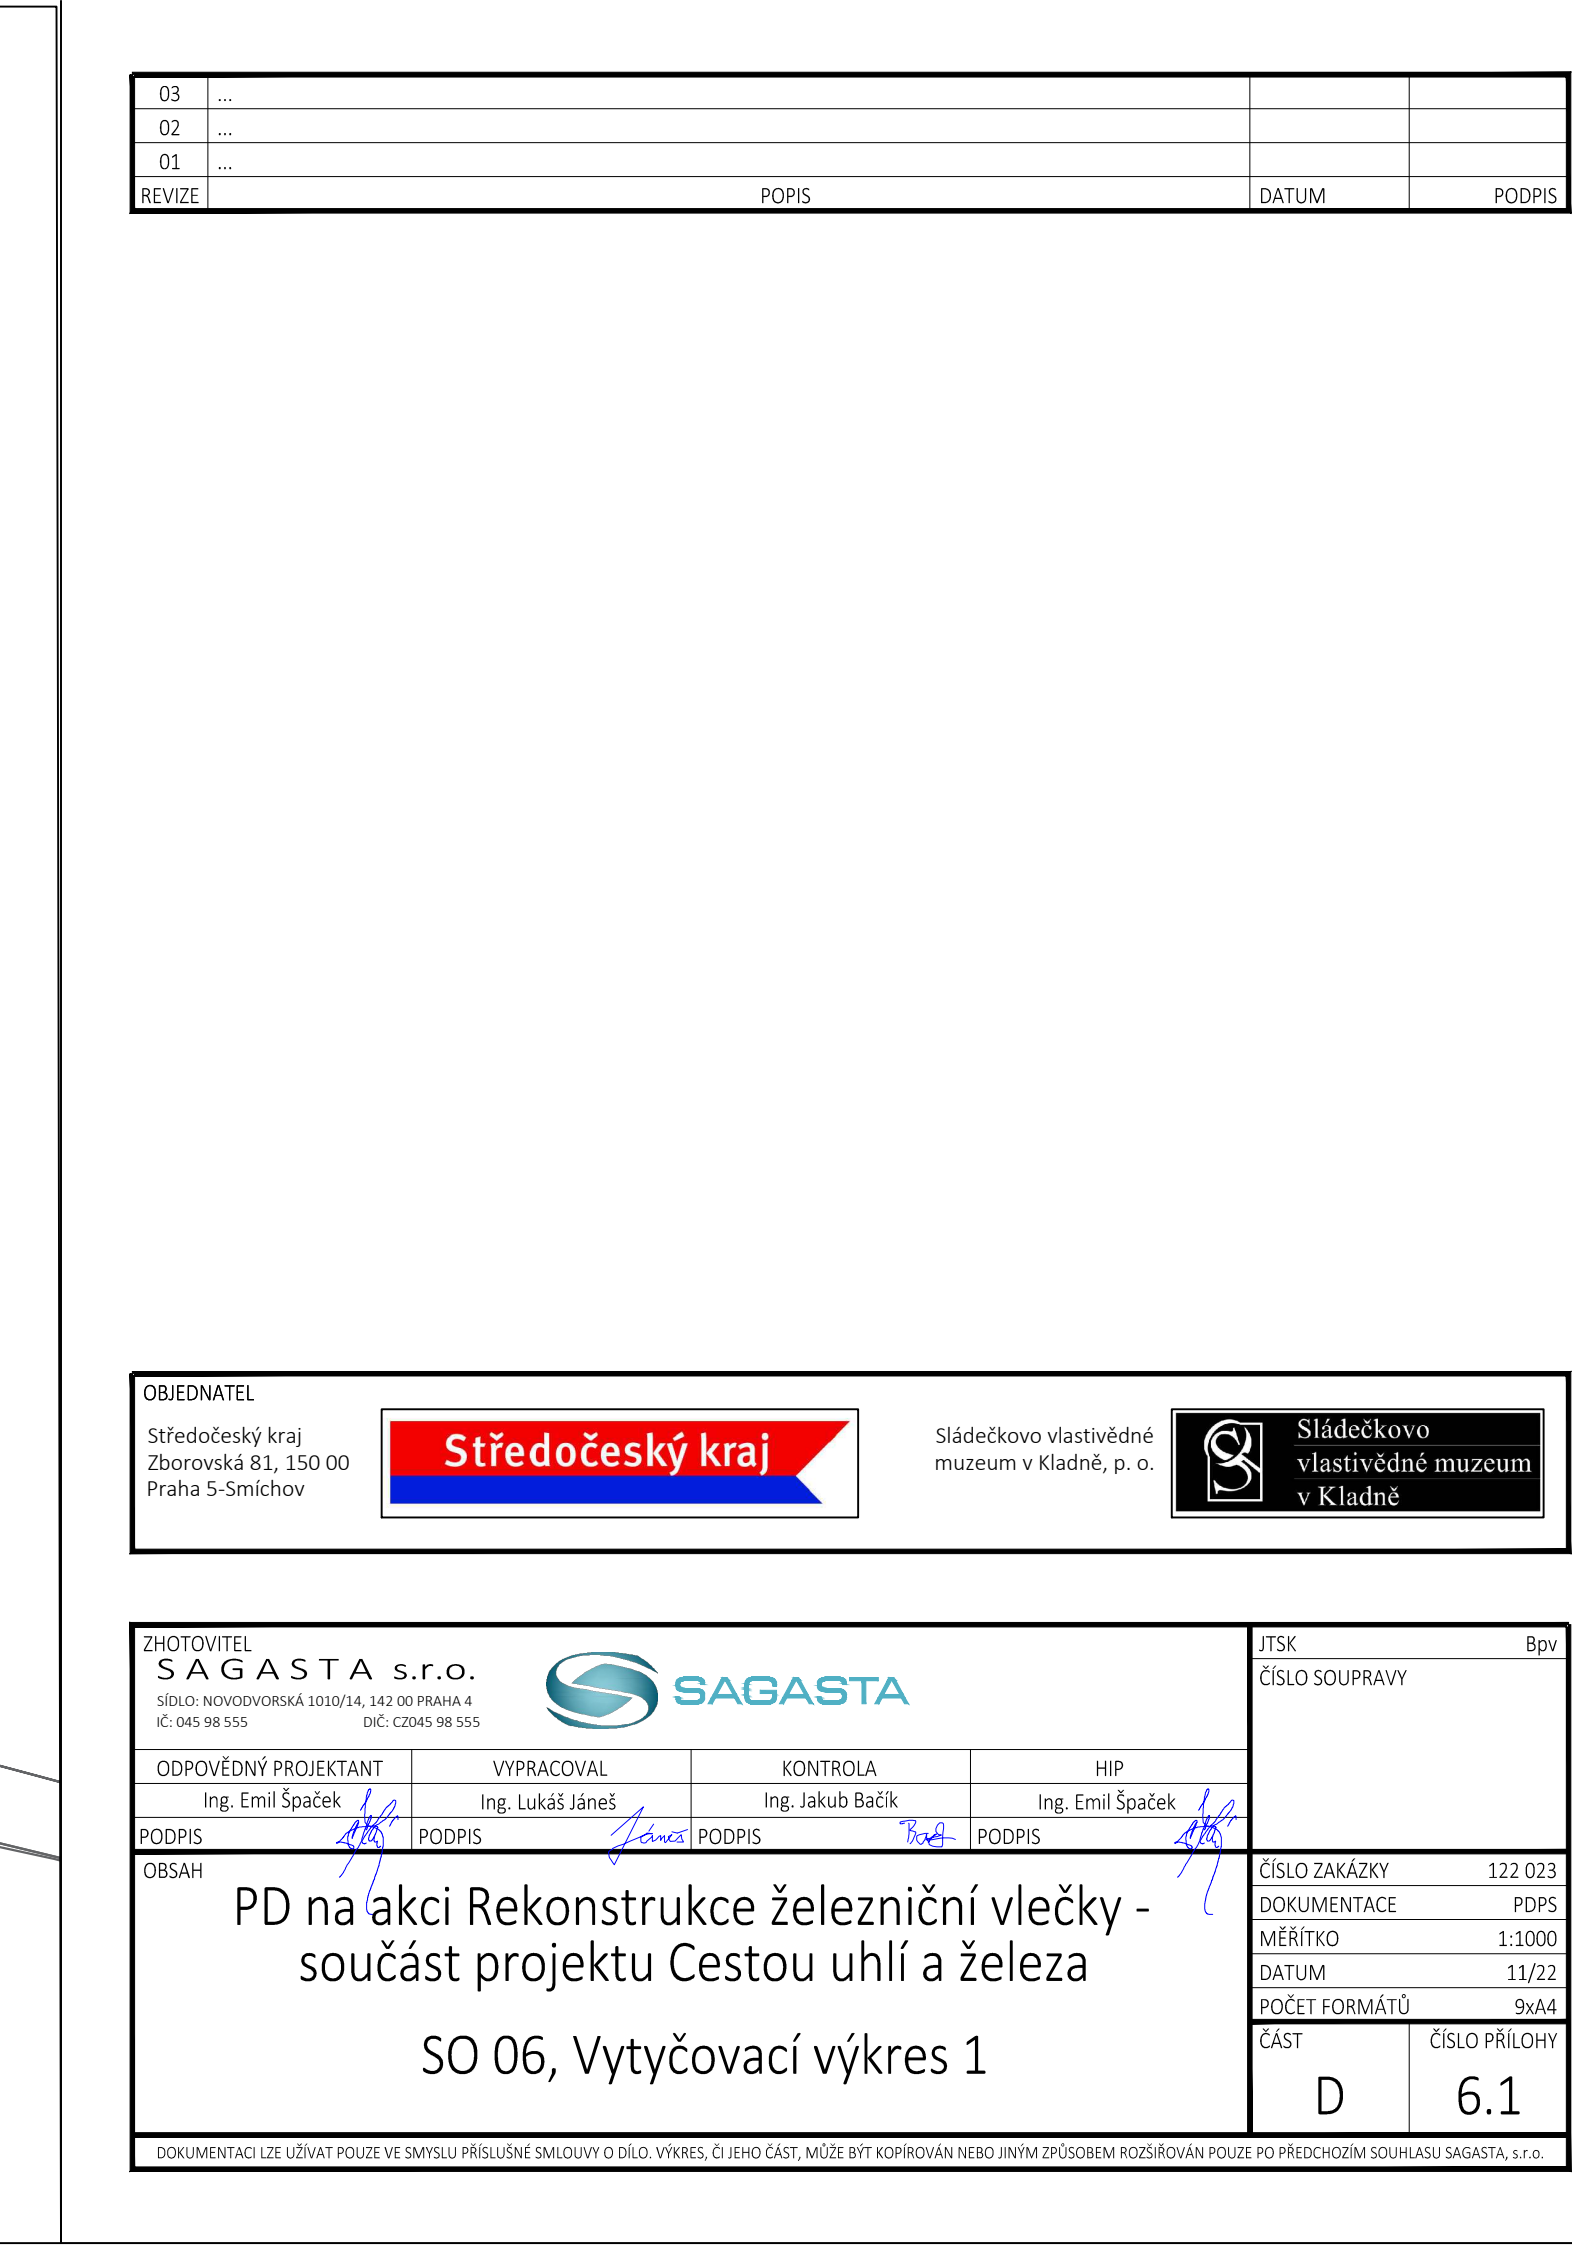 03 ...
02 ...
01 ...
REVIZE POPIS DATUM PODPIS
OBJEDNATEL
Středočeský kraj
Zborovská 81, 150 00
Praha 5-Smíchov
Středočeský kraj
Sládečkovo vlastivědné
muzeum v Kladně, p. o.
Sládečkovo
vlastivědné muzeum
v Kladně
ZHOTOVITEL
SAGASTA s.r.o.
SÍDLO: NOVODVORSKÁ 1010/14, 142 00 PRAHA 4
IČ: 045 98 555 DIČ: CZ045 98 555
SAGASTA
JTSK Bpv
ČÍSLO SOUPRAVY
ODPOVĚDNÝ PROJEKTANT VYPRACOVAL KONTROLA HIP
Ing. Emil Špaček Ing. Lukáš Jáneš Ing. Jakub Bačík Ing. Emil Špaček
PODPIS PODPIS Jáneš PODPIS PODPIS
OBSAH
PD na akci Rekonstrukce železniční vlečky -
součást projektu Cestou uhlí a železa
SO 06, Vytyčovací výkres 1
ČÍSLO ZAKÁZKY 122 023
DOKUMENTACE PDPS
MĚŘÍTKO 1:1000
DATUM 11/22
POČET FORMÁTŮ 9xA4
ČÁST ČÍSLO PŘÍLOHY
D 6.1
DOKUMENTACI LZE UŽÍVAT POUZE VE SMYSLU PŘÍSLUŠNÉ SMLOUVY O DÍLO. VÝKRES, ČI JEHO ČÁST, MŮŽE BÝT KOPÍROVÁN NEBO JINÝM ZPŮSOBEM ROZŠIŘOVÁN POUZE PO PŘEDCHOZÍM SOUHLASU SAGASTA, s.r.o.